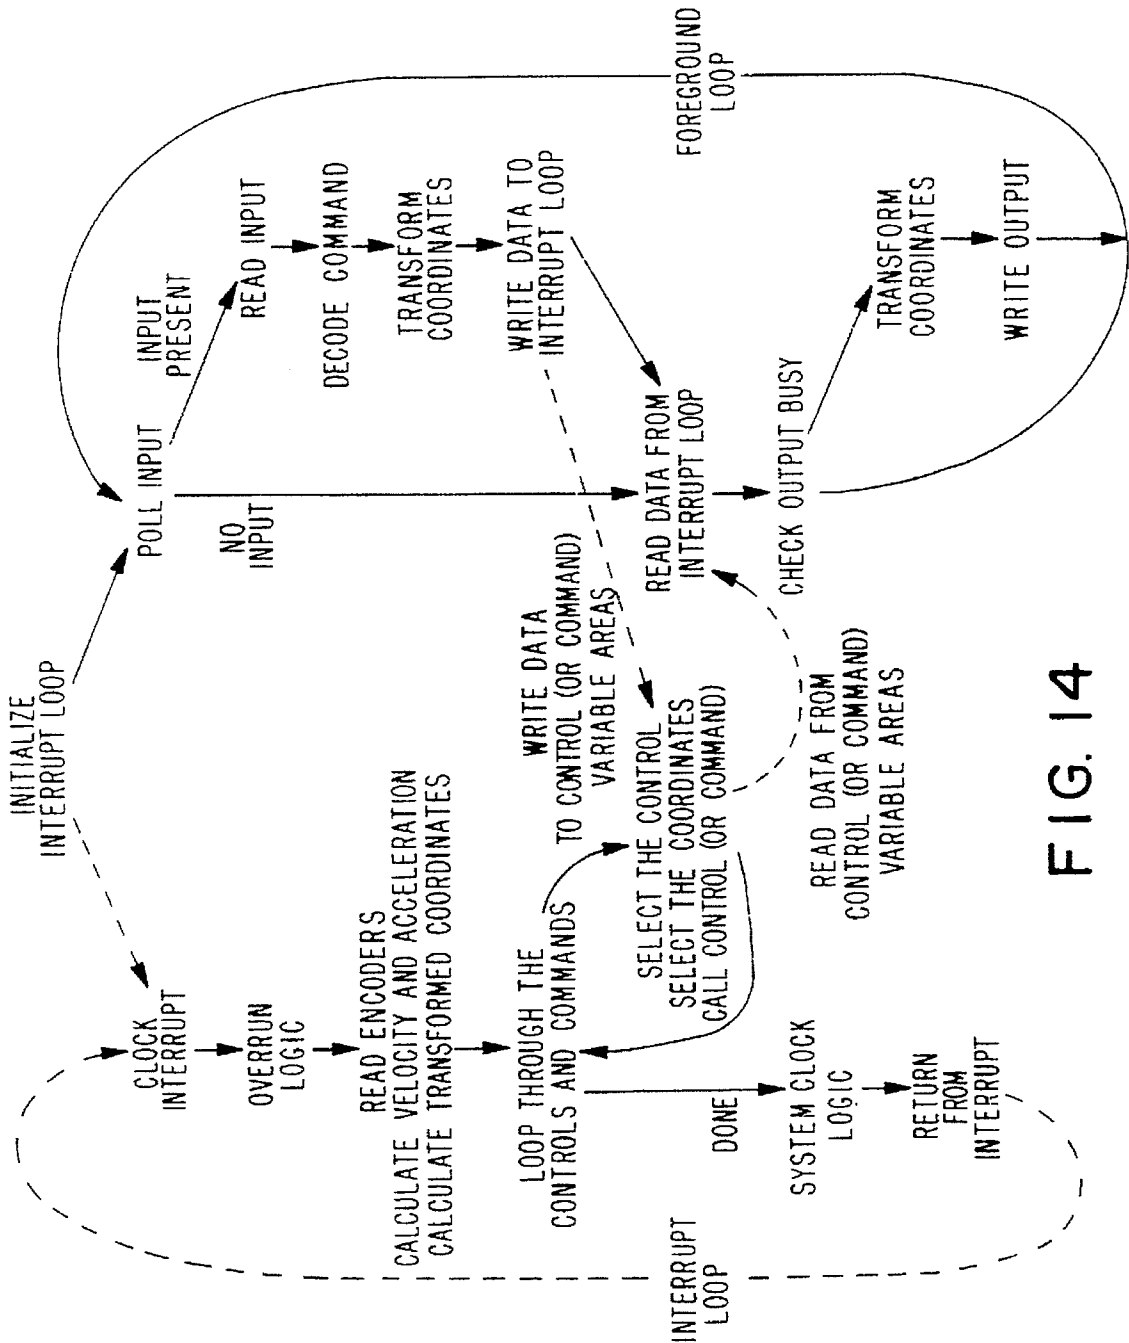 INITIALIZE
INTERRUPT LOOP
CLOCK
INTERRUPT
OVERRUN
LOGIC
READ ENCODERS
CALCULATE VELOCITY AND ACCELERATION
CALCULATE TRANSFORMED COORDINATES
LOOP THROUGH THE
CONTROLS AND COMMANDS
SELECT THE CONTROL
SELECT THE COORDINATES
CALL CONTROL (OR COMMAND)
DONE
SYSTEM CLOCK
LOGIC
RETURN
FROM
INTERRUPT
INTERRUPT
LOOP
WRITE DATA
TO CONTROL (OR COMMAND)
VARIABLE AREAS
READ DATA FROM
CONTROL (OR COMMAND)
VARIABLE AREAS
POLL INPUT
NO
INPUT
INPUT
PRESENT
READ INPUT
DECODE COMMAND
TRANSFORM
COORDINATES
WRITE DATA TO
INTERRUPT LOOP
READ DATA FROM
INTERRUPT LOOP
CHECK OUTPUT BUSY
TRANSFORM
COORDINATES
WRITE OUTPUT
FOREGROUND
LOOP
FIG. 14